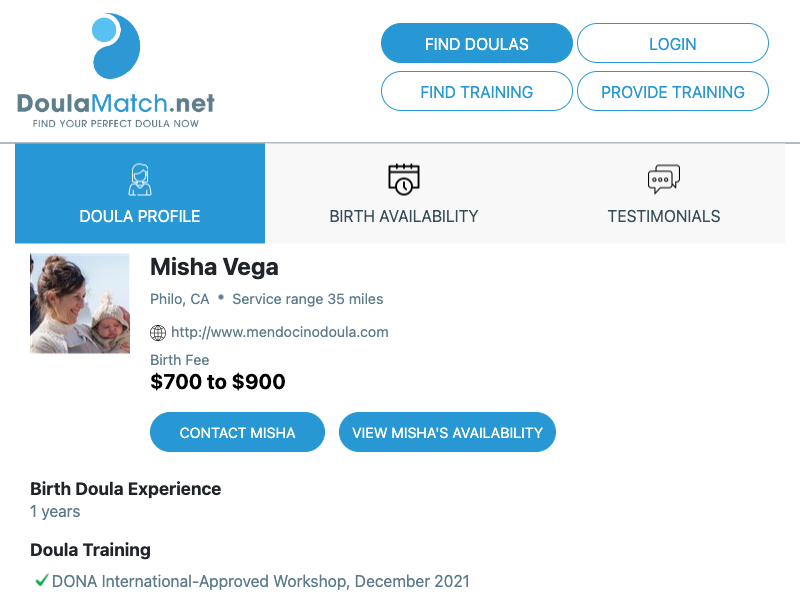 DoulaMatch.net
FIND YOUR PERFECT DOULA NOW
FIND DOULAS
LOGIN
FIND TRAINING
PROVIDE TRAINING
DOULA PROFILE
BIRTH AVAILABILITY
TESTIMONIALS
Misha Vega
Philo, CA • Service range 35 miles
http://www.mendocinodoula.com
Birth Fee
$700 to $900
CONTACT MISHA
VIEW MISHA'S AVAILABILITY
Birth Doula Experience
1 years
Doula Training
DONA International-Approved Workshop, December 2021